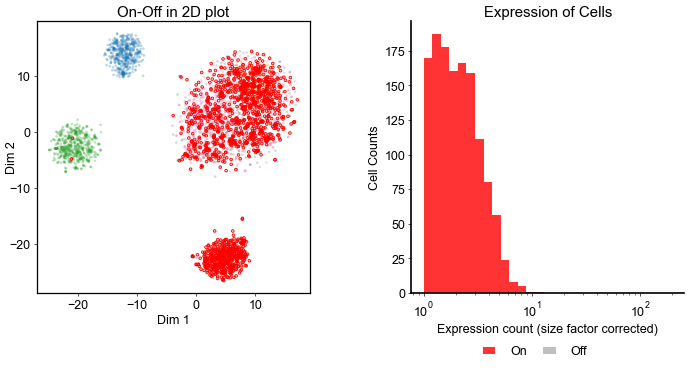 On-Off in 2D plot
Dim 2
10
0
−10
−20
−20
−10
0
10
Dim 1
Expression of Cells
Cell Counts
175
150
125
100
75
50
25
0
10^0
10^1
10^2
Expression count (size factor corrected)
On
Off